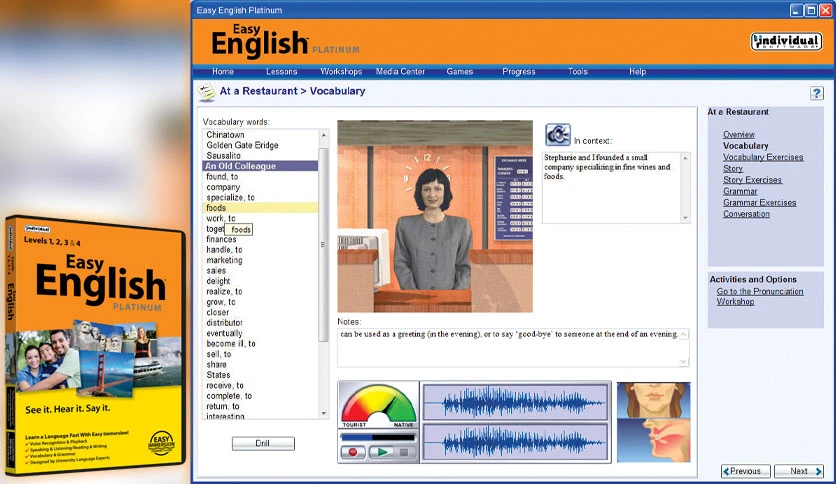 Easy English Platinum
Easy
English
PLATINUM
individual
SOFTWARE
Home Lessons Workshops Media Center Games Progress Tools Help
At a Restaurant > Vocabulary
?
Vocabulary words:
Chinatown
Golden Gate Bridge
Sausalito
An Old Colleague
found, to
company
specialize, to
foods
work, to
toget
foods
finances
handle, to
marketing
sales
delight
realize, to
grow, to
closer
distributor
eventually
become ill, to
sell, to
share
States
receive, to
complete, to
return, to
interesting
Drill
12
EXCHANGE WINDOW
In context:
Stephanie and I founded a small
company specializing in fine wines and
foods.
Notes:
can be used as a greeting (in the evening), or to say 'good-bye' to someone at the end of an evening.
TOURIST NATIVE
At a Restaurant
Overview
Vocabulary
Vocabulary Exercises
Story
Story Exercises
Grammar
Grammar Exercises
Conversation
Activities and Options
Go to the Pronunciation
Workshop
Previous
Next
individual
Levels 1, 2, 3 & 4
Easy
English
PLATINUM
Easy
English
See it. Hear it. Say it.
Learn a Language Fast With Easy Immersion!
Voice Recognition & Playback
Speaking & Listening/Reading & Writing
Vocabulary & Grammar
Designed by University Language Experts
EASY
IMMERSION